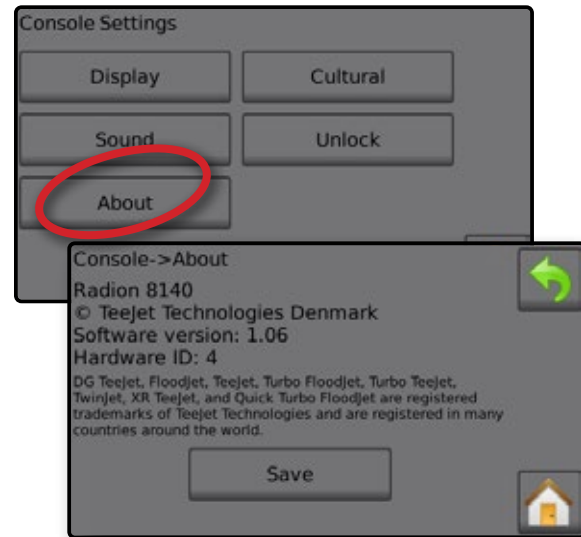 Console Settings
Display
Cultural
Sound
Unlock
About
Console->About
Radion 8140
© TeeJet Technologies Denmark
Software version: 1.06
Hardware ID: 4
DG TeeJet, FloodJet, TeeJet, Turbo FloodJet, Turbo TeeJet,
TwinJet, XR TeeJet, and Quick Turbo FloodJet are registered
trademarks of TeeJet Technologies and are registered in many
countries around the world.
Save